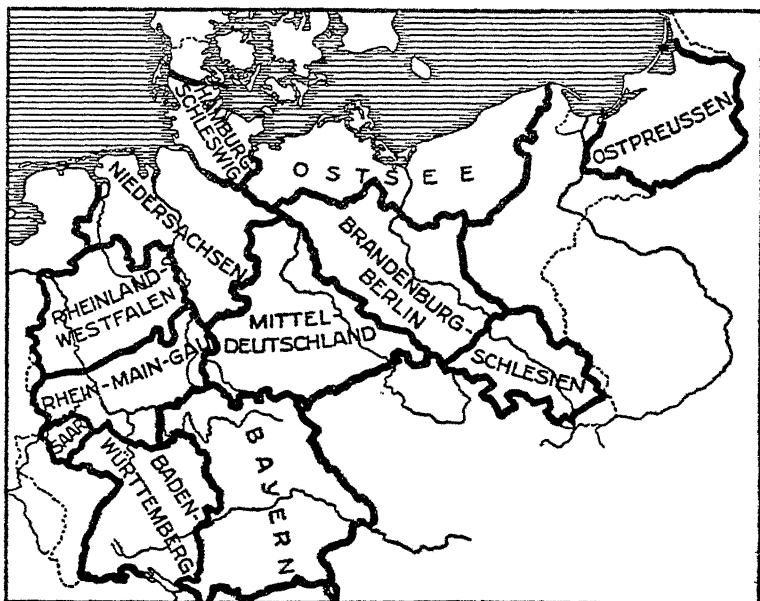 HAMBURG
SCHLESWIG
OSTPREUSSEN
OSTSEE
NIEDERSACHSEN
BRANDENBURG-
BERLIN
RHEINLAND-
WESTFALEN
MITTEL-
DEUTSCHLAND
SCHLESIEN
RHEIN-MAIN-GAU
SAAR
BADEN-
WÜRTTEMBERG
BAYERN